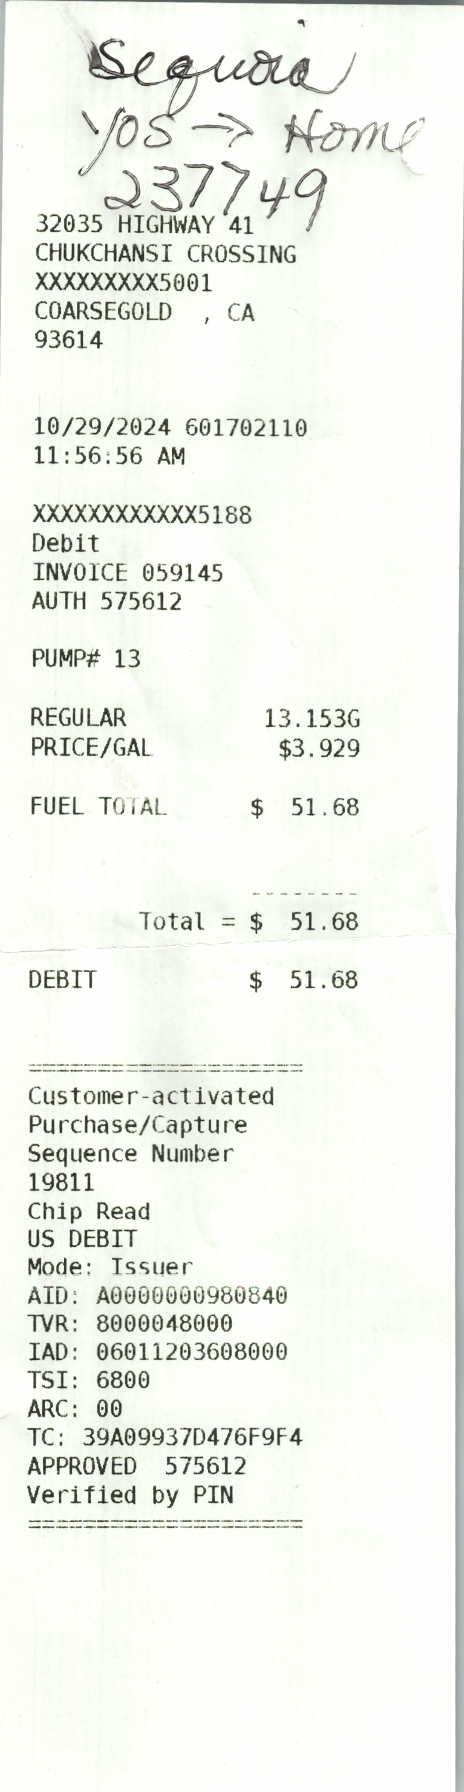 Sequoia
YOS → Home
237749
32035 HIGHWAY 41
CHUKCHANSI CROSSING
XXXXXXXXX5001
COARSEGOLD  , CA
93614
10/29/2024 601702110
11:56:56 AM
XXXXXXXXXXXX5188
Debit
INVOICE 059145
AUTH 575612
PUMP# 13
REGULAR 13.153G
PRICE/GAL $3.929
FUEL TOTAL $ 51.68
--------
Total = $ 51.68
DEBIT $ 51.68
====================
Customer-activated
Purchase/Capture
Sequence Number
19811
Chip Read
US DEBIT
Mode: Issuer
AID: A0000000980840
TVR: 8000048000
IAD: 06011203608000
TSI: 6800
ARC: 00
TC: 39A09937D476F9F4
APPROVED  575612
Verified by PIN
====================